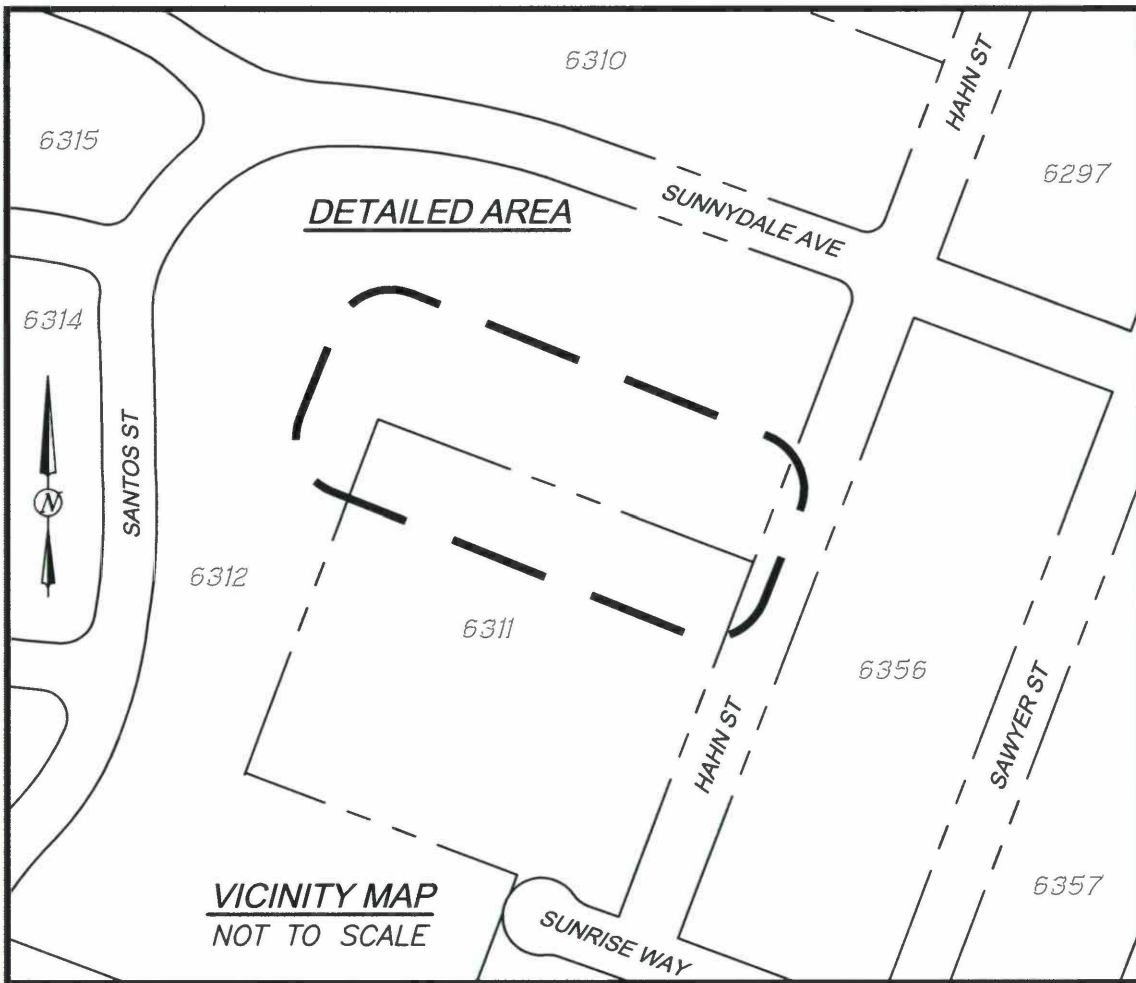 6310
HAHN ST
6315
6297
SUNNYDALE AVE
DETAILED AREA
6314
SANTOS ST
N
6312
6311
6356
HAHN ST
SAWYER ST
6357
VICINITY MAP
NOT TO SCALE
SUNRISE WAY